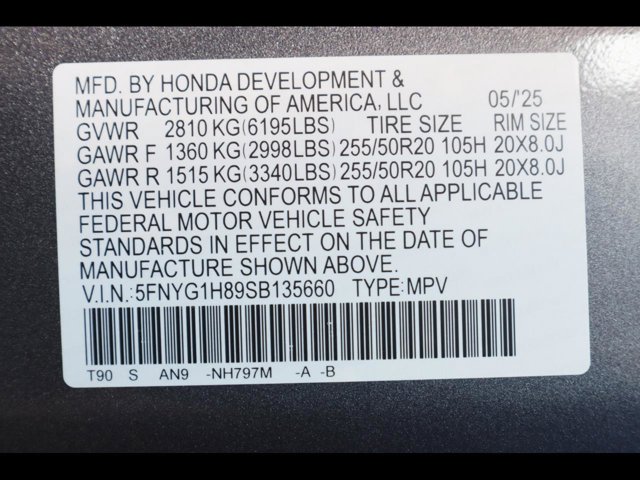 MFD. BY HONDA DEVELOPMENT &
MANUFACTURING OF AMERICA, LLC 05/'25
GVWR 2810 KG(6195LBS) TIRE SIZE RIM SIZE
GAWR F 1360 KG(2998LBS) 255/50R20 105H 20X8.0J
GAWR R 1515 KG(3340LBS) 255/50R20 105H 20X8.0J
THIS VEHICLE CONFORMS TO ALL APPLICABLE
FEDERAL MOTOR VEHICLE SAFETY
STANDARDS IN EFFECT ON THE DATE OF
MANUFACTURE SHOWN ABOVE.
V.I.N.:5FNYG1H89SB135660 TYPE:MPV
T90 S AN9 -NH797M -A -B